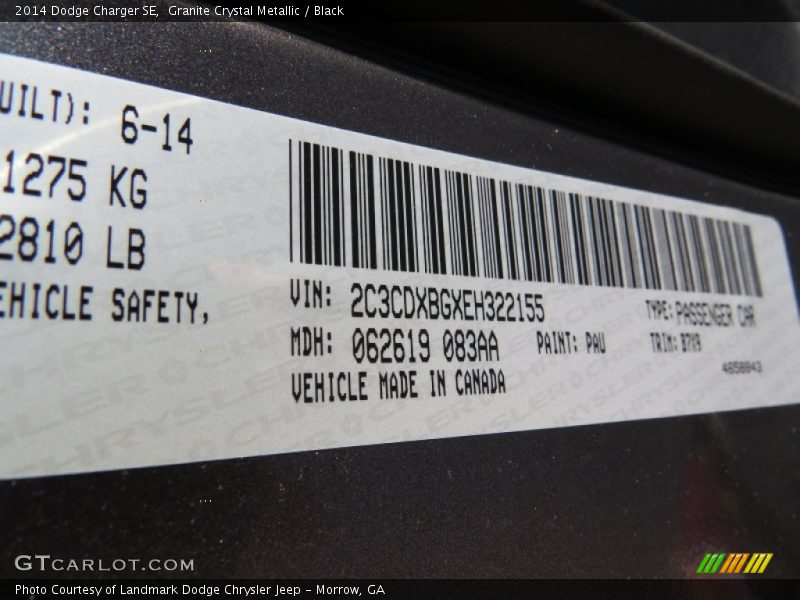 2014 Dodge Charger SE, Granite Crystal Metallic / Black
UILT): 6-14
1275 KG
2810 LB
EHICLE SAFETY,
VIN: 2C3CDXBGXEH322155
TYPE: PASSENGER CAR
MDH: 062619 083AA
PAINT: PAU
TRIM: B7X9
VEHICLE MADE IN CANADA
4658843
GTCARLOT.COM
Photo Courtesy of Landmark Dodge Chrysler Jeep - Morrow, GA